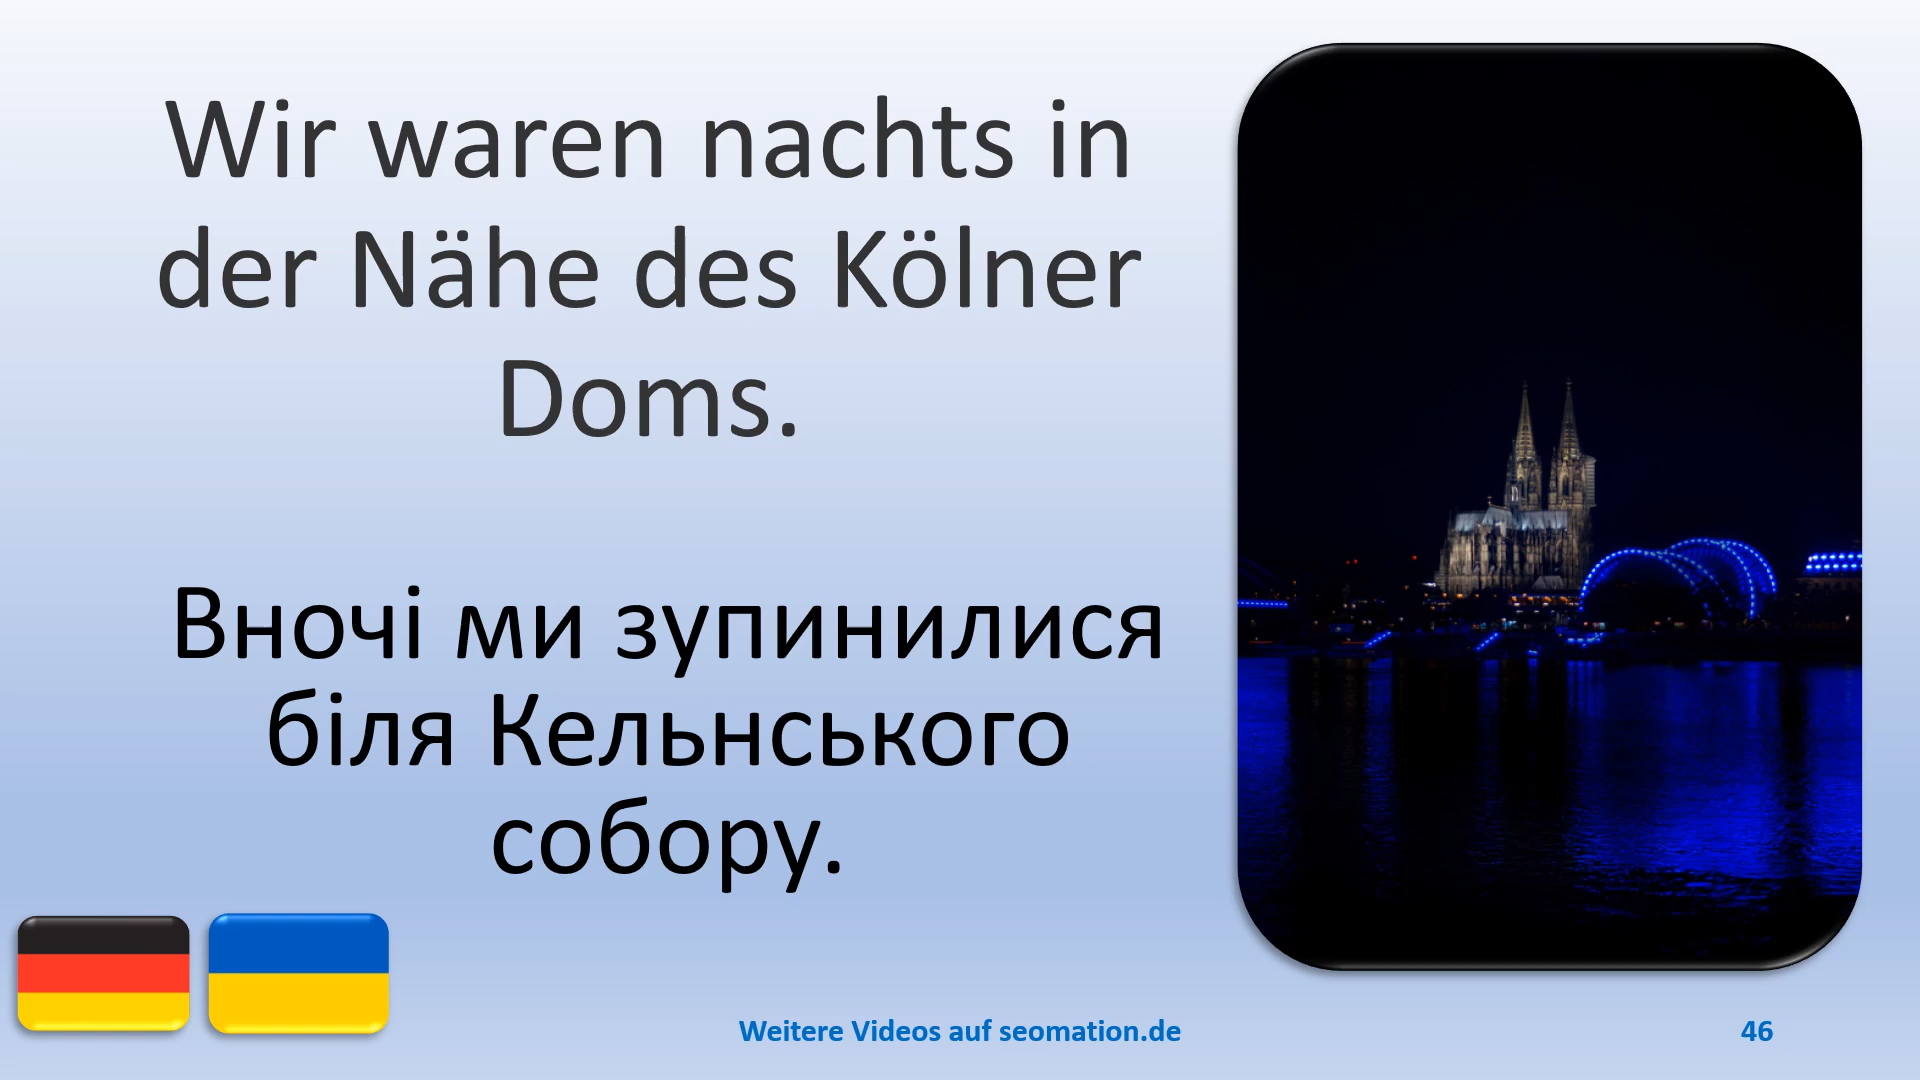 Wir waren nachts in
der Nähe des Kölner
Doms.
Вночі ми зупинилися
біля Кельнського
собору.
Weitere Videos auf seomation.de
46